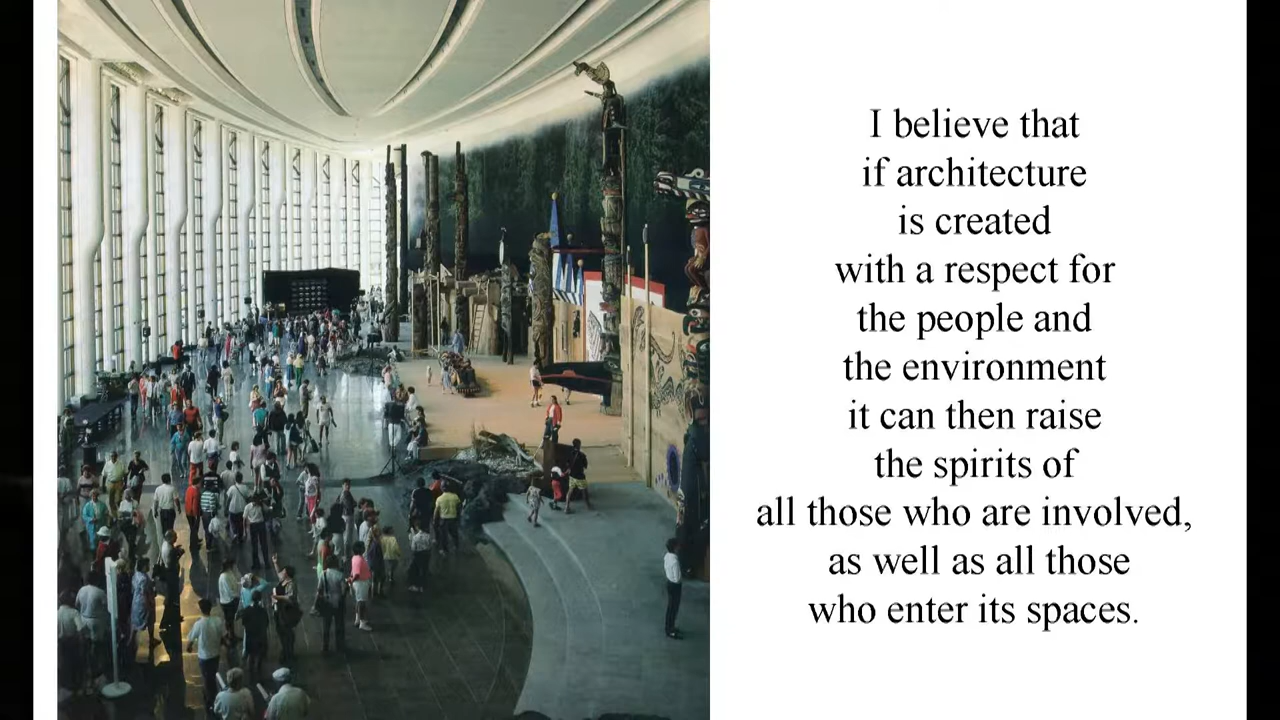 I believe that
if architecture
is created
with a respect for
the people and
the environment
it can then raise
the spirits of
all those who are involved,
as well as all those
who enter its spaces.